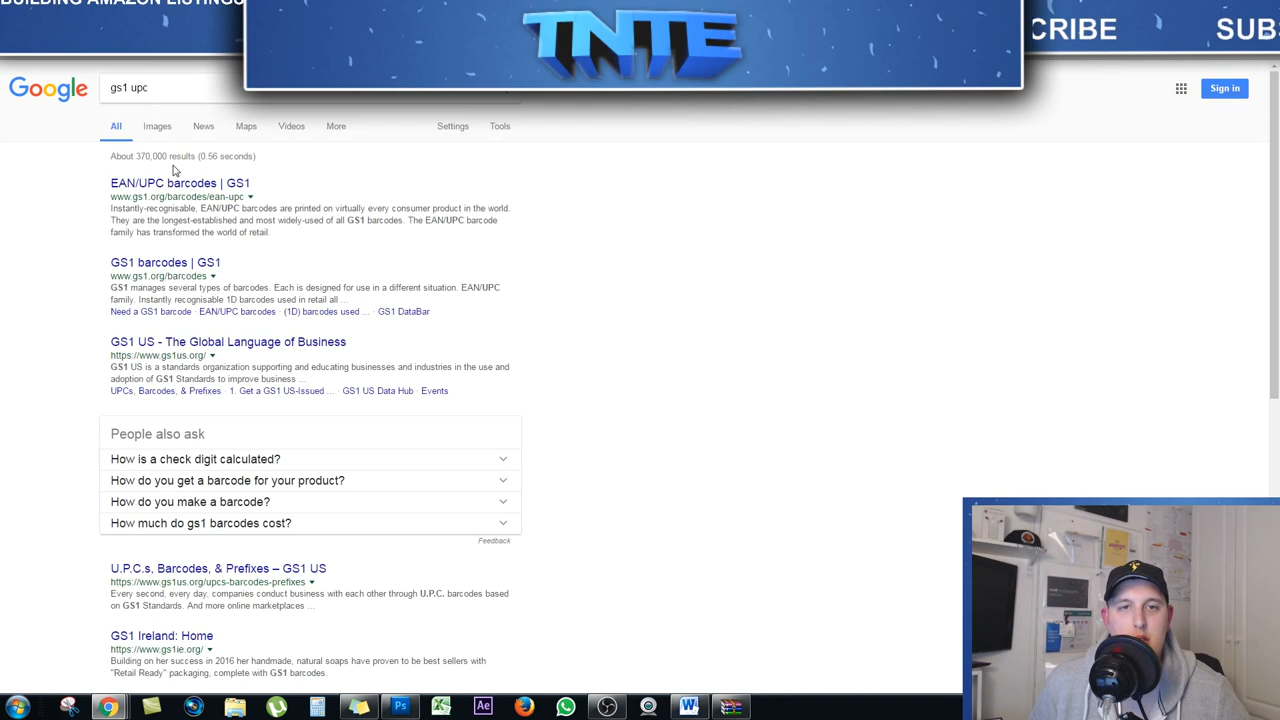 BUILDING AMAZON LISTINGS
TNTE
CRIBE
SUBS
Google
gs1 upc
Sign in
All
Images
News
Maps
Videos
More
Settings
Tools
About 370,000 results (0.56 seconds)
EAN/UPC barcodes | GS1
www.gs1.org/barcodes/ean-upc
Instantly-recognisable, EAN/UPC barcodes are printed on virtually every consumer product in the world.
They are the longest-established and most widely-used of all GS1 barcodes. The EAN/UPC barcode
family has transformed the world of retail.
GS1 barcodes | GS1
www.gs1.org/barcodes
GS1 manages several types of barcodes. Each is designed for use in a different situation. EAN/UPC
family. Instantly recognisable 1D barcodes used in retail all ...
Need a GS1 barcode · EAN/UPC barcodes · (1D) barcodes used ... · GS1 DataBar
GS1 US - The Global Language of Business
https://www.gs1us.org/
GS1 US is a standards organization supporting and educating businesses and industries in the use and
adoption of GS1 Standards to improve business ...
UPCs, Barcodes, & Prefixes · 1. Get a GS1 US-Issued ... · GS1 US Data Hub · Events
People also ask
How is a check digit calculated?
How do you get a barcode for your product?
How do you make a barcode?
How much do gs1 barcodes cost?
Feedback
U.P.C.s, Barcodes, & Prefixes – GS1 US
https://www.gs1us.org/upcs-barcodes-prefixes
Every second, every day, companies conduct business with each other through U.P.C. barcodes based
on GS1 Standards. And more online marketplaces ...
GS1 Ireland: Home
https://www.gs1ie.org/
Building on her success in 2016 her handmade, natural soaps have proven to be best sellers with
"Retail Ready" packaging, complete with GS1 barcodes.